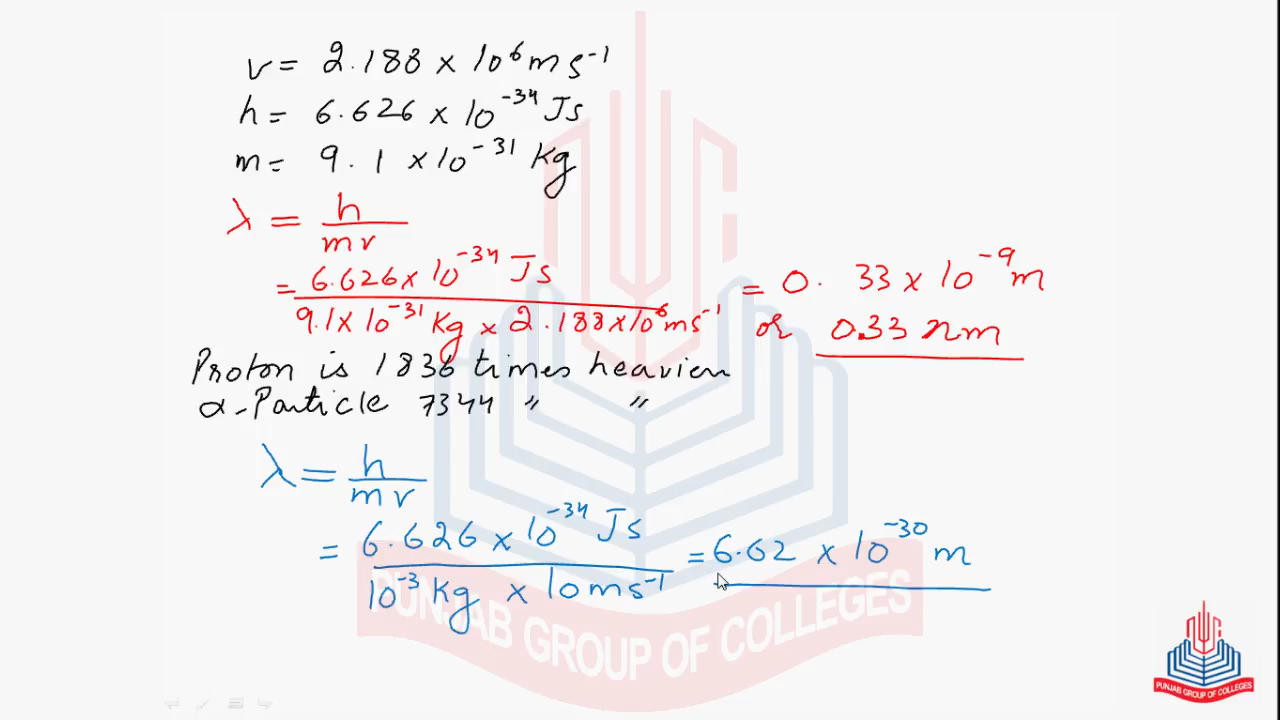 v = 2.188 × 10⁶ m s⁻¹
h = 6.626 × 10⁻³⁴ Js
m = 9.1 × 10⁻³¹ Kg
λ = h / mv
= 6.626 × 10⁻³⁴ Js / 9.1 × 10⁻³¹ Kg × 2.188 × 10⁶ ms⁻¹ = 0.33 × 10⁻⁹ m
or 0.33 nm
Proton is 1836 times heavier
α-Particle 7344 " "
λ = h / mv
= 6.626 × 10⁻³⁴ Js / 10⁻³ Kg × 10 ms⁻¹ = 6.62 × 10⁻³⁰ m
PUNJAB GROUP OF COLLEGES
PUNJAB GROUP OF COLLEGES